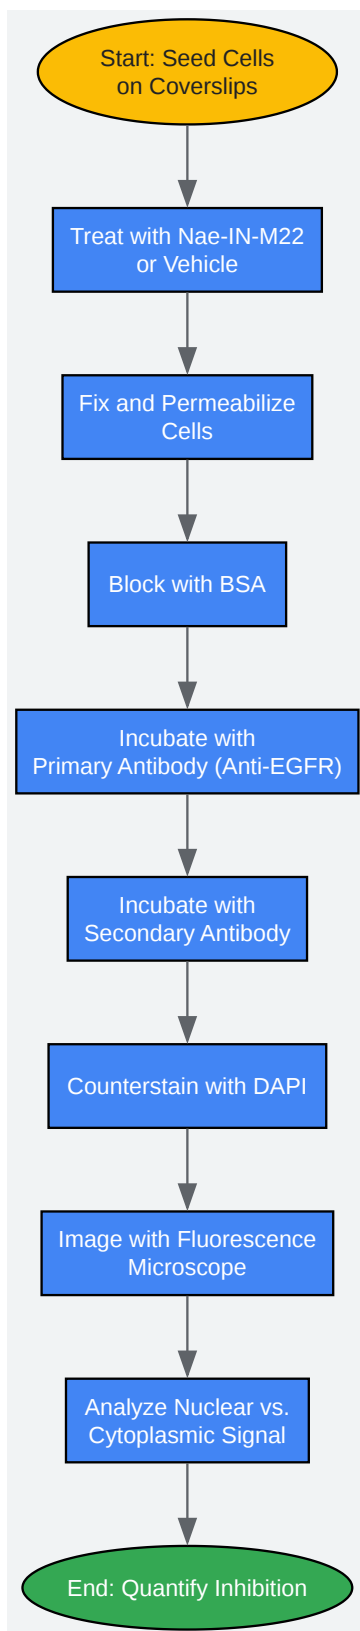 Start: Seed Cells
on Coverslips
Treat with Nae-IN-M22
or Vehicle
Fix and Permeabilize
Cells
Block with BSA
Incubate with
Primary Antibody (Anti-EGFR)
Incubate with
Secondary Antibody
Counterstain with DAPI
Image with Fluorescence
Microscope
Analyze Nuclear vs.
Cytoplasmic Signal
End: Quantify Inhibition